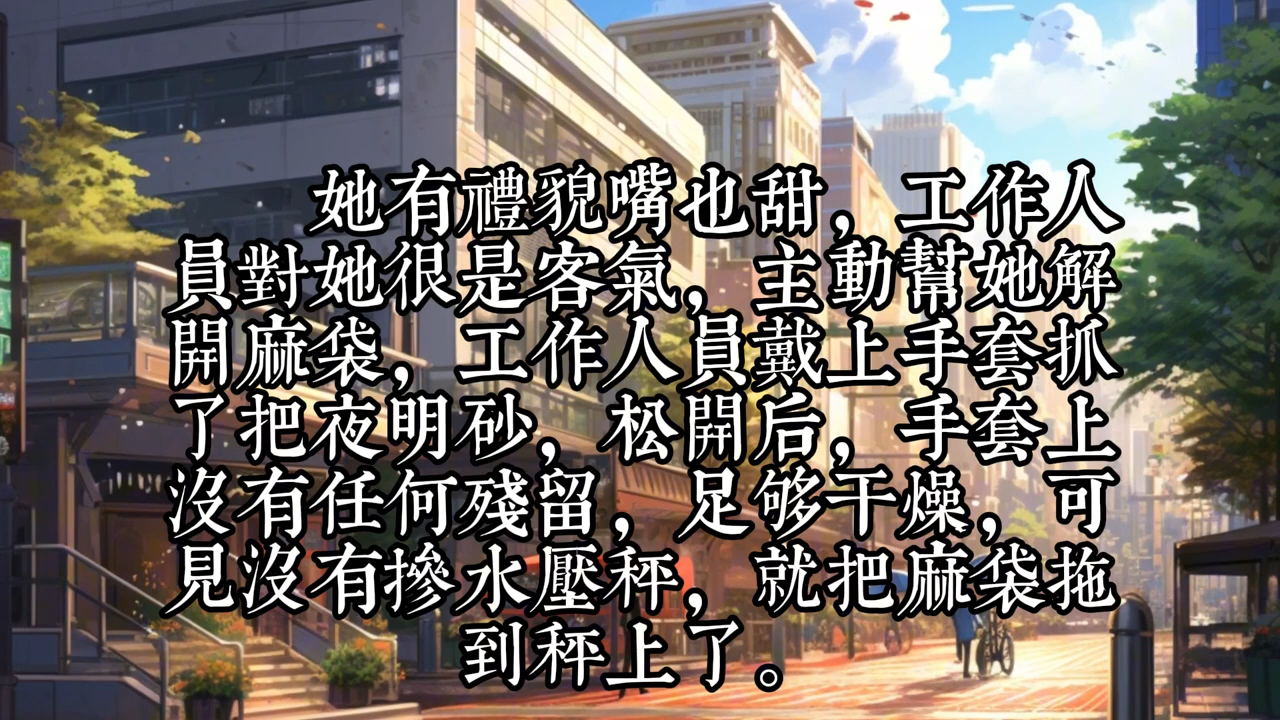 她有禮貌嘴也甜，工作人
員對她很是客氣，主動幫她解
開麻袋，工作人員戴上手套抓
了把夜明砂，松開后，手套上
沒有任何殘留，足够干燥，可
見沒有摻水壓秤，就把麻袋拖
到秤上了。